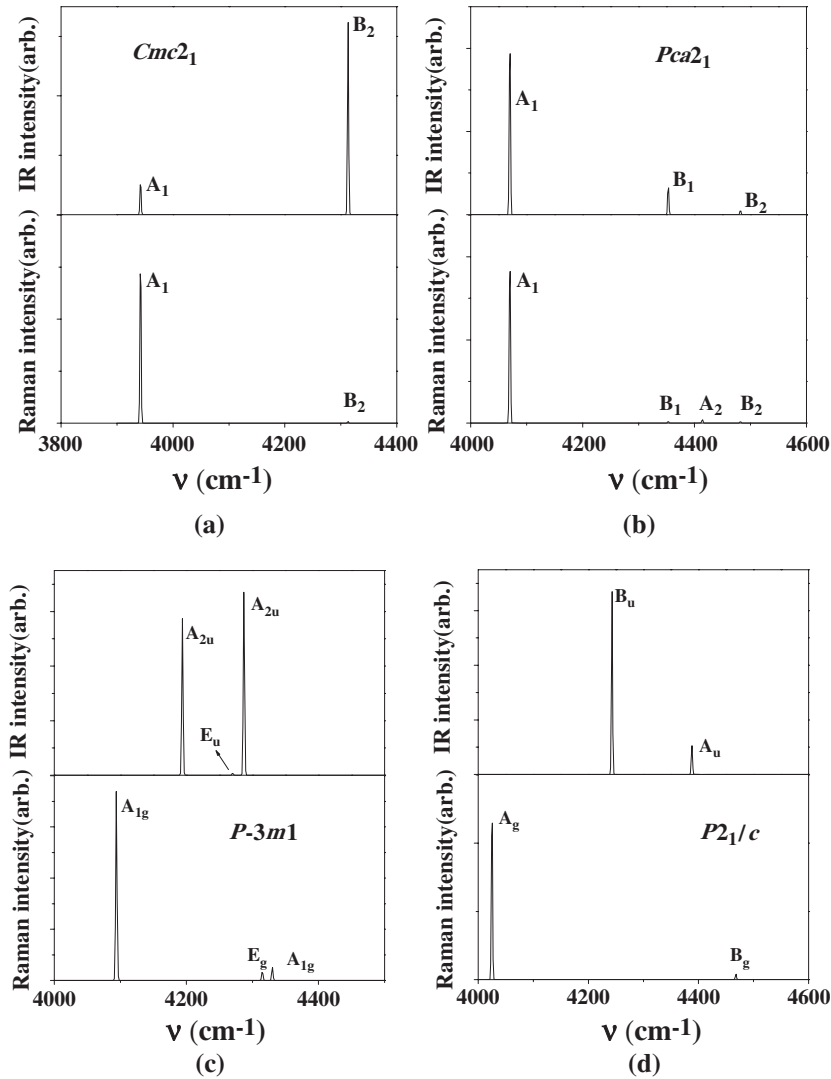 IR intensity(arb.)
Cmc2₁
A₁
B₂
Raman intensity(arb.)
A₁
B₂
3800 4000 4200 4400
ν (cm⁻¹)
(a)
IR intensity(arb.)
Pca2₁
A₁
B₁
B₂
Raman intensity(arb.)
A₁
B₁ A₂ B₂
4000 4200 4400 4600
ν (cm⁻¹)
(b)
IR intensity(arb.)
A₂ᵤ
A₂ᵤ
Eᵤ
Raman intensity(arb.)
A₁g
P-3m1
Eg A₁g
4000 4200 4400
ν (cm⁻¹)
(c)
IR intensity(arb.)
Bᵤ
Aᵤ
Raman intensity(arb.)
Ag
P2₁/c
Bg
4000 4200 4400 4600
ν (cm⁻¹)
(d)